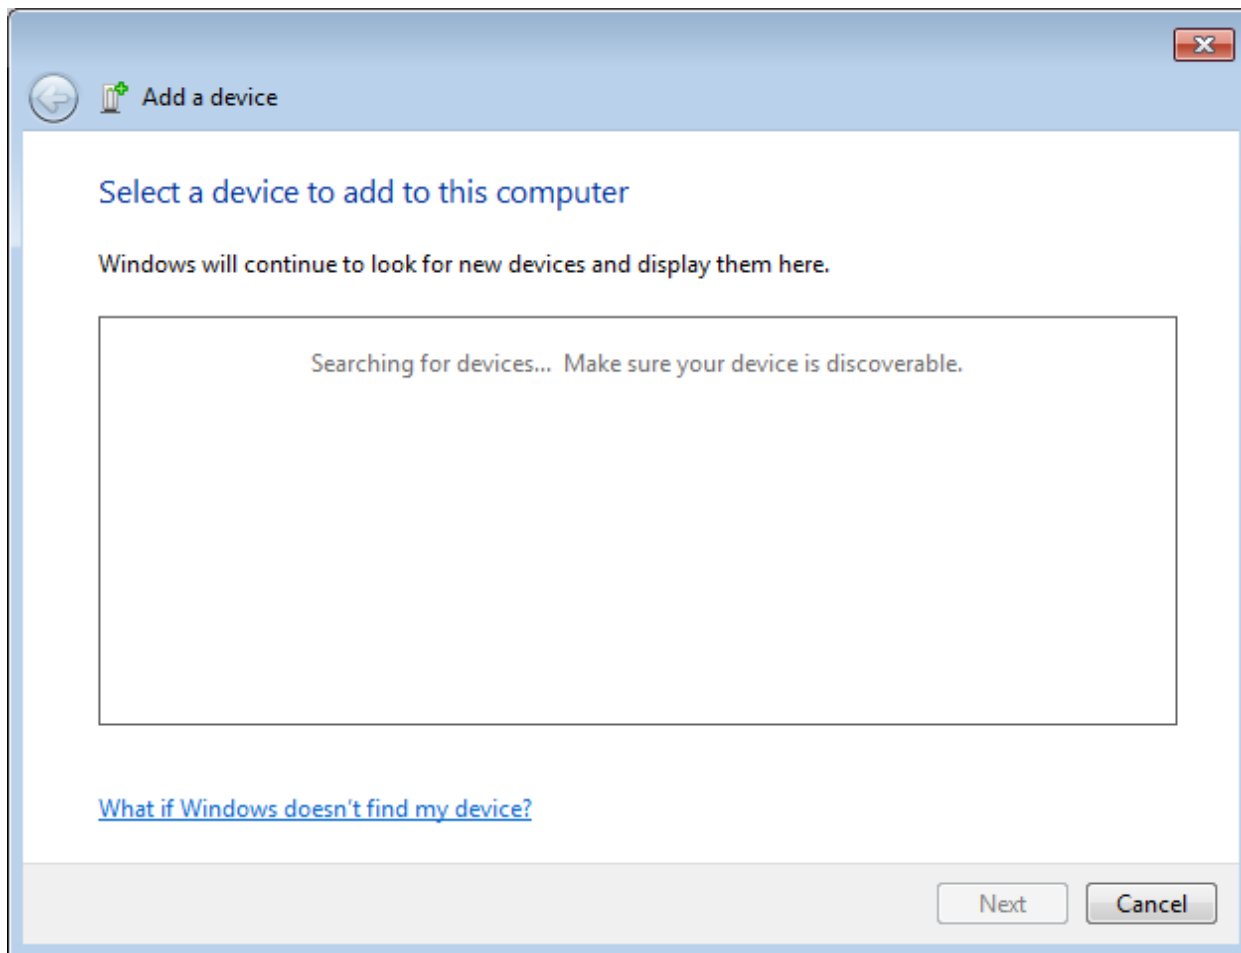 Add a device
Select a device to add to this computer
Windows will continue to look for new devices and display them here.
Searching for devices...  Make sure your device is discoverable.
What if Windows doesn't find my device?
Next
Cancel